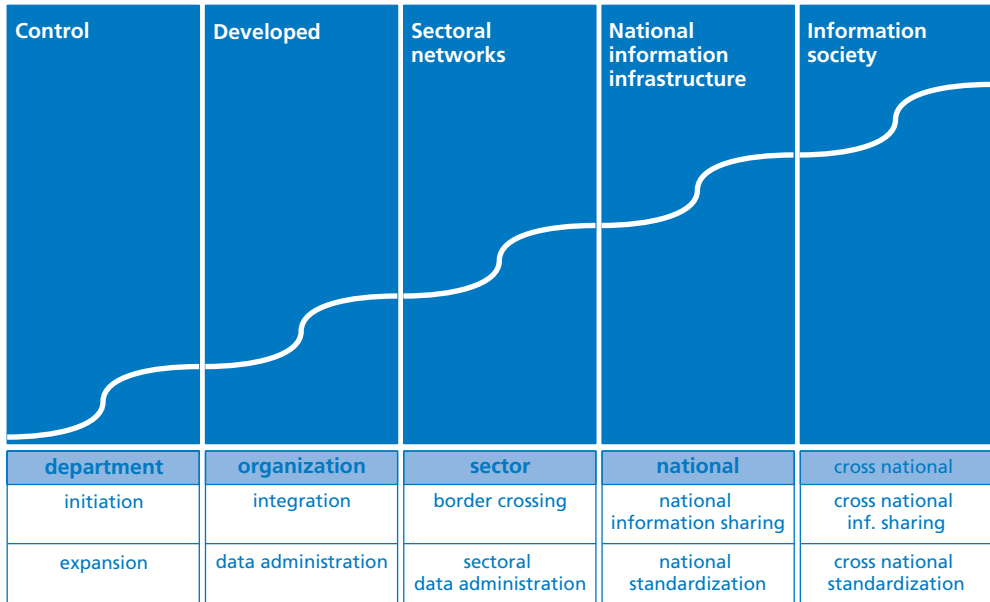 Control
Developed
Sectoral
networks
National
information
infrastructure
Information
society
department
organization
sector
national
cross national
initiation
integration
border crossing
national
information sharing
cross national
inf. sharing
expansion
data administration
sectoral
data administration
national
standardization
cross national
standardization